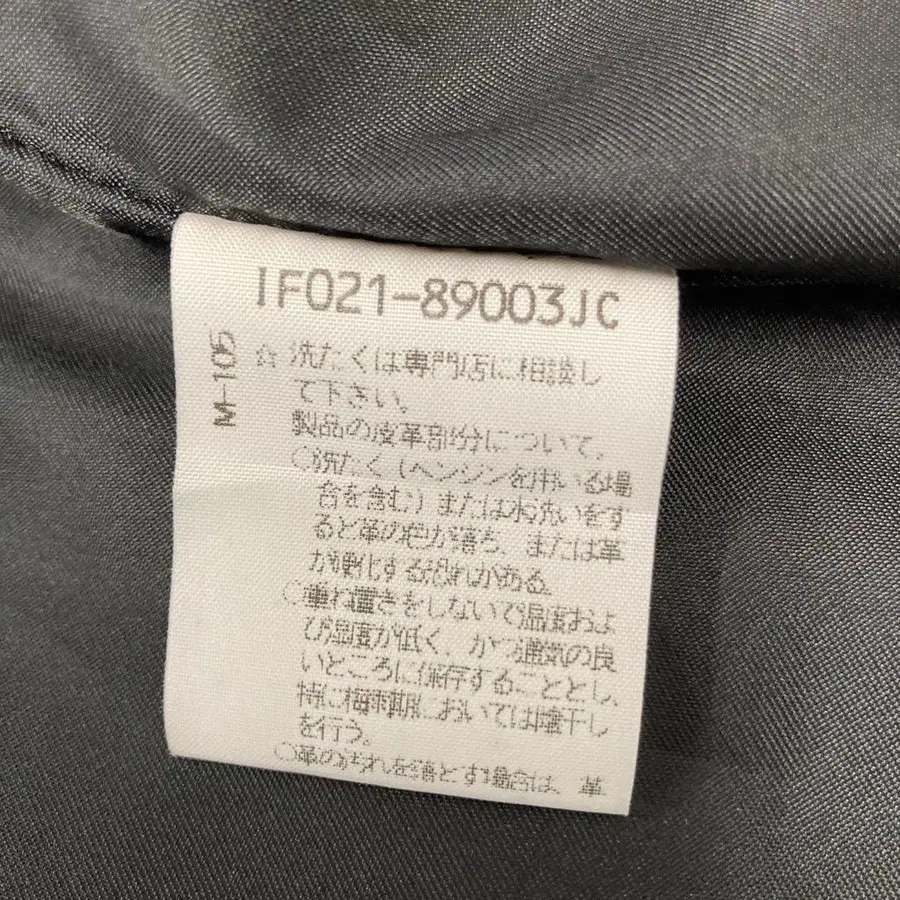 IF021-89003JC
M-105
☆ 洗たくは専門店に相談し
て下さい。
製品の皮革部分について、
○洗たく(ベンジンを用いる場
合を含む)または水洗いをす
ると革の色が落ち、または革
が硬化する恐れがある。
○重ね置きをしないで温度およ
び湿度が低く、かつ通気の良
いところに保存することとし、
特に梅雨期においては陰干し
を行う。
○革の汚れを落とす場合は、革